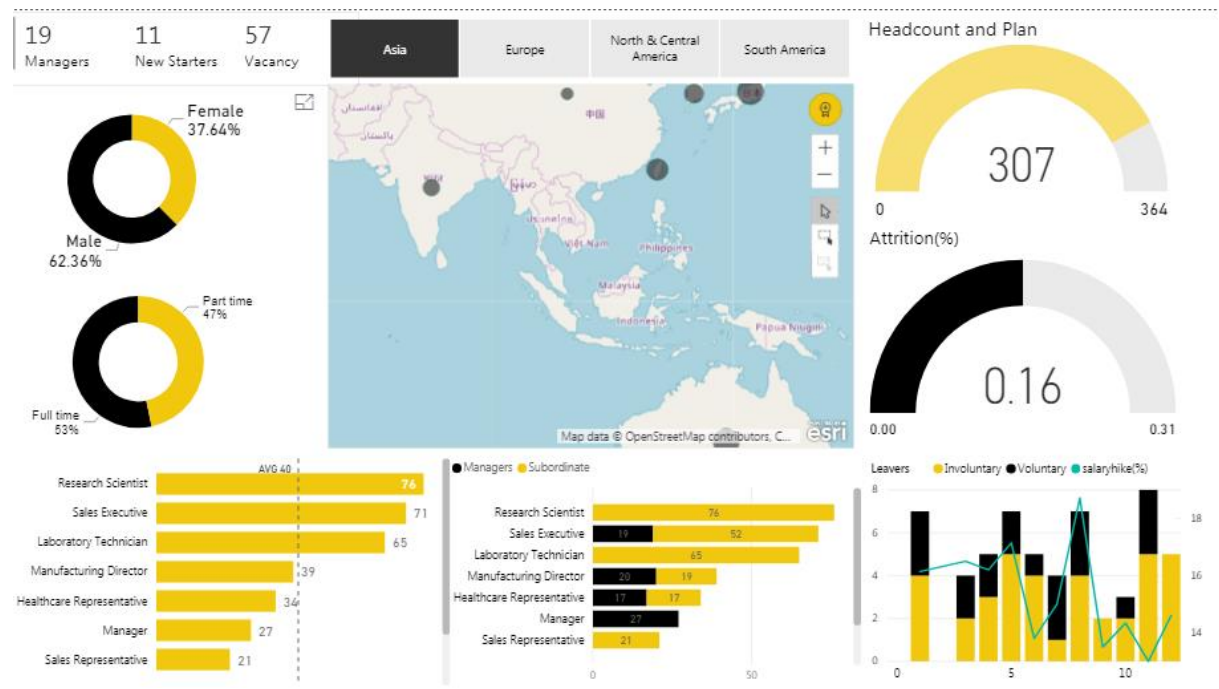 19
Managers
11
New Starters
57
Vacancy
Asia
Europe
North & Central
America
South America
Headcount and Plan
307
0
364
Female
37.64%
Male
62.36%
中国
Việt Nam
Philippines
Malaysia
Indonesia
Papua Niugini
Map data © OpenStreetMap contributors, C...
esri
Attrition(%)
0.16
0.00
0.31
Part time
47%
Full time
53%
AVG 40
Research Scientist
76
Sales Executive
71
Laboratory Technician
65
Manufacturing Director
39
Healthcare Representative
34
Manager
27
Sales Representative
21
Managers Subordinate
Research Scientist
76
Sales Executive
19 52
Laboratory Technician
65
Manufacturing Director
20 19
Healthcare Representative
17 17
Manager
27
Sales Representative
21
0 50
Leavers Involuntary Voluntary salaryhike(%)
8
6
4
2
0
18
16
14
0 5 10